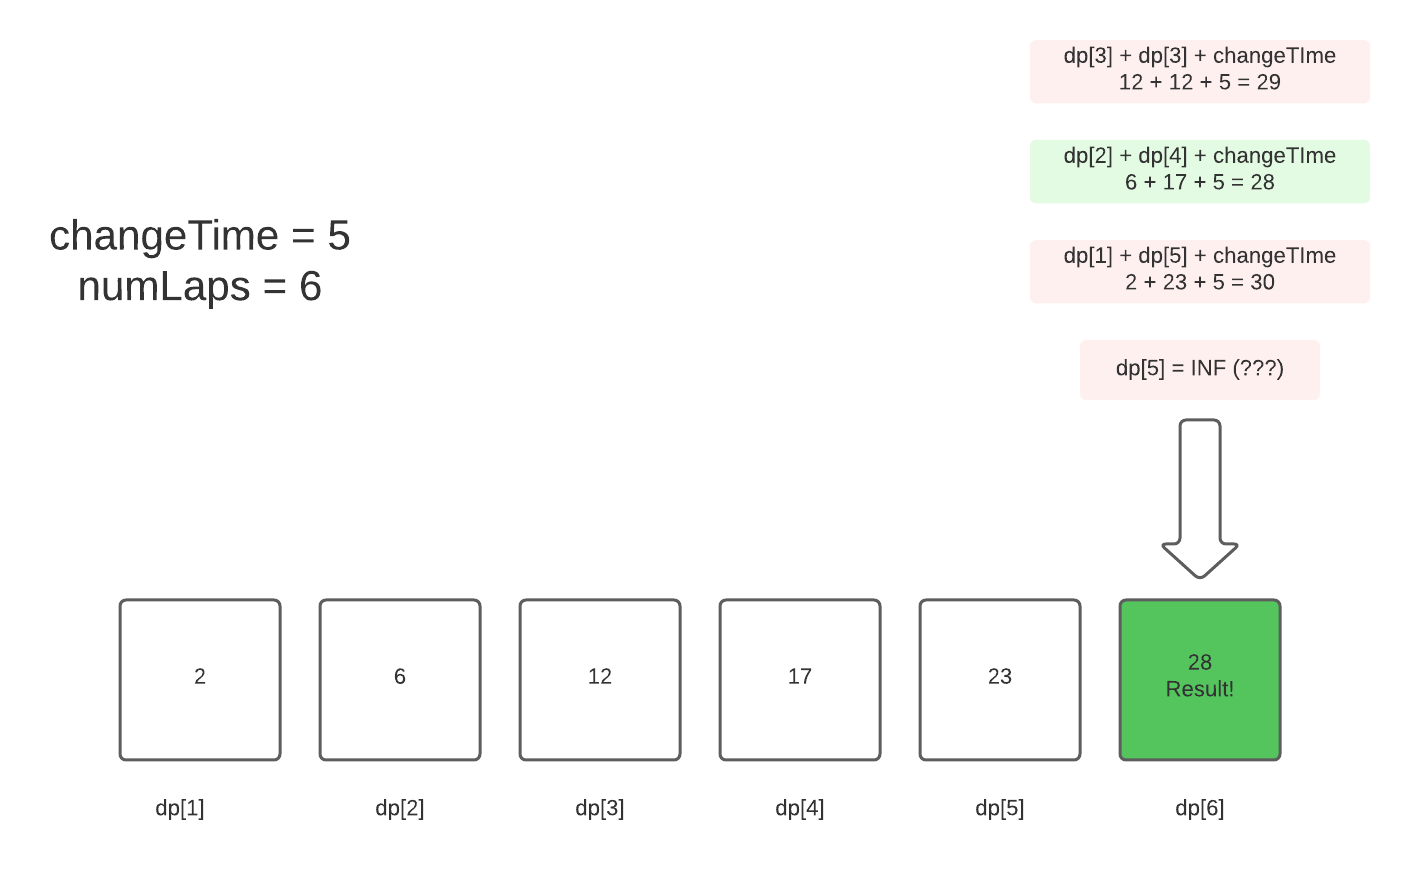 dp[3] + dp[3] + changeTIme
12 + 12 + 5 = 29
dp[2] + dp[4] + changeTIme
6 + 17 + 5 = 28
changeTime = 5
numLaps = 6
dp[1] + dp[5] + changeTIme
2 + 23 + 5 = 30
dp[5] = INF (???)
2
6
12
17
23
28
Result!
dp[1]
dp[2]
dp[3]
dp[4]
dp[5]
dp[6]